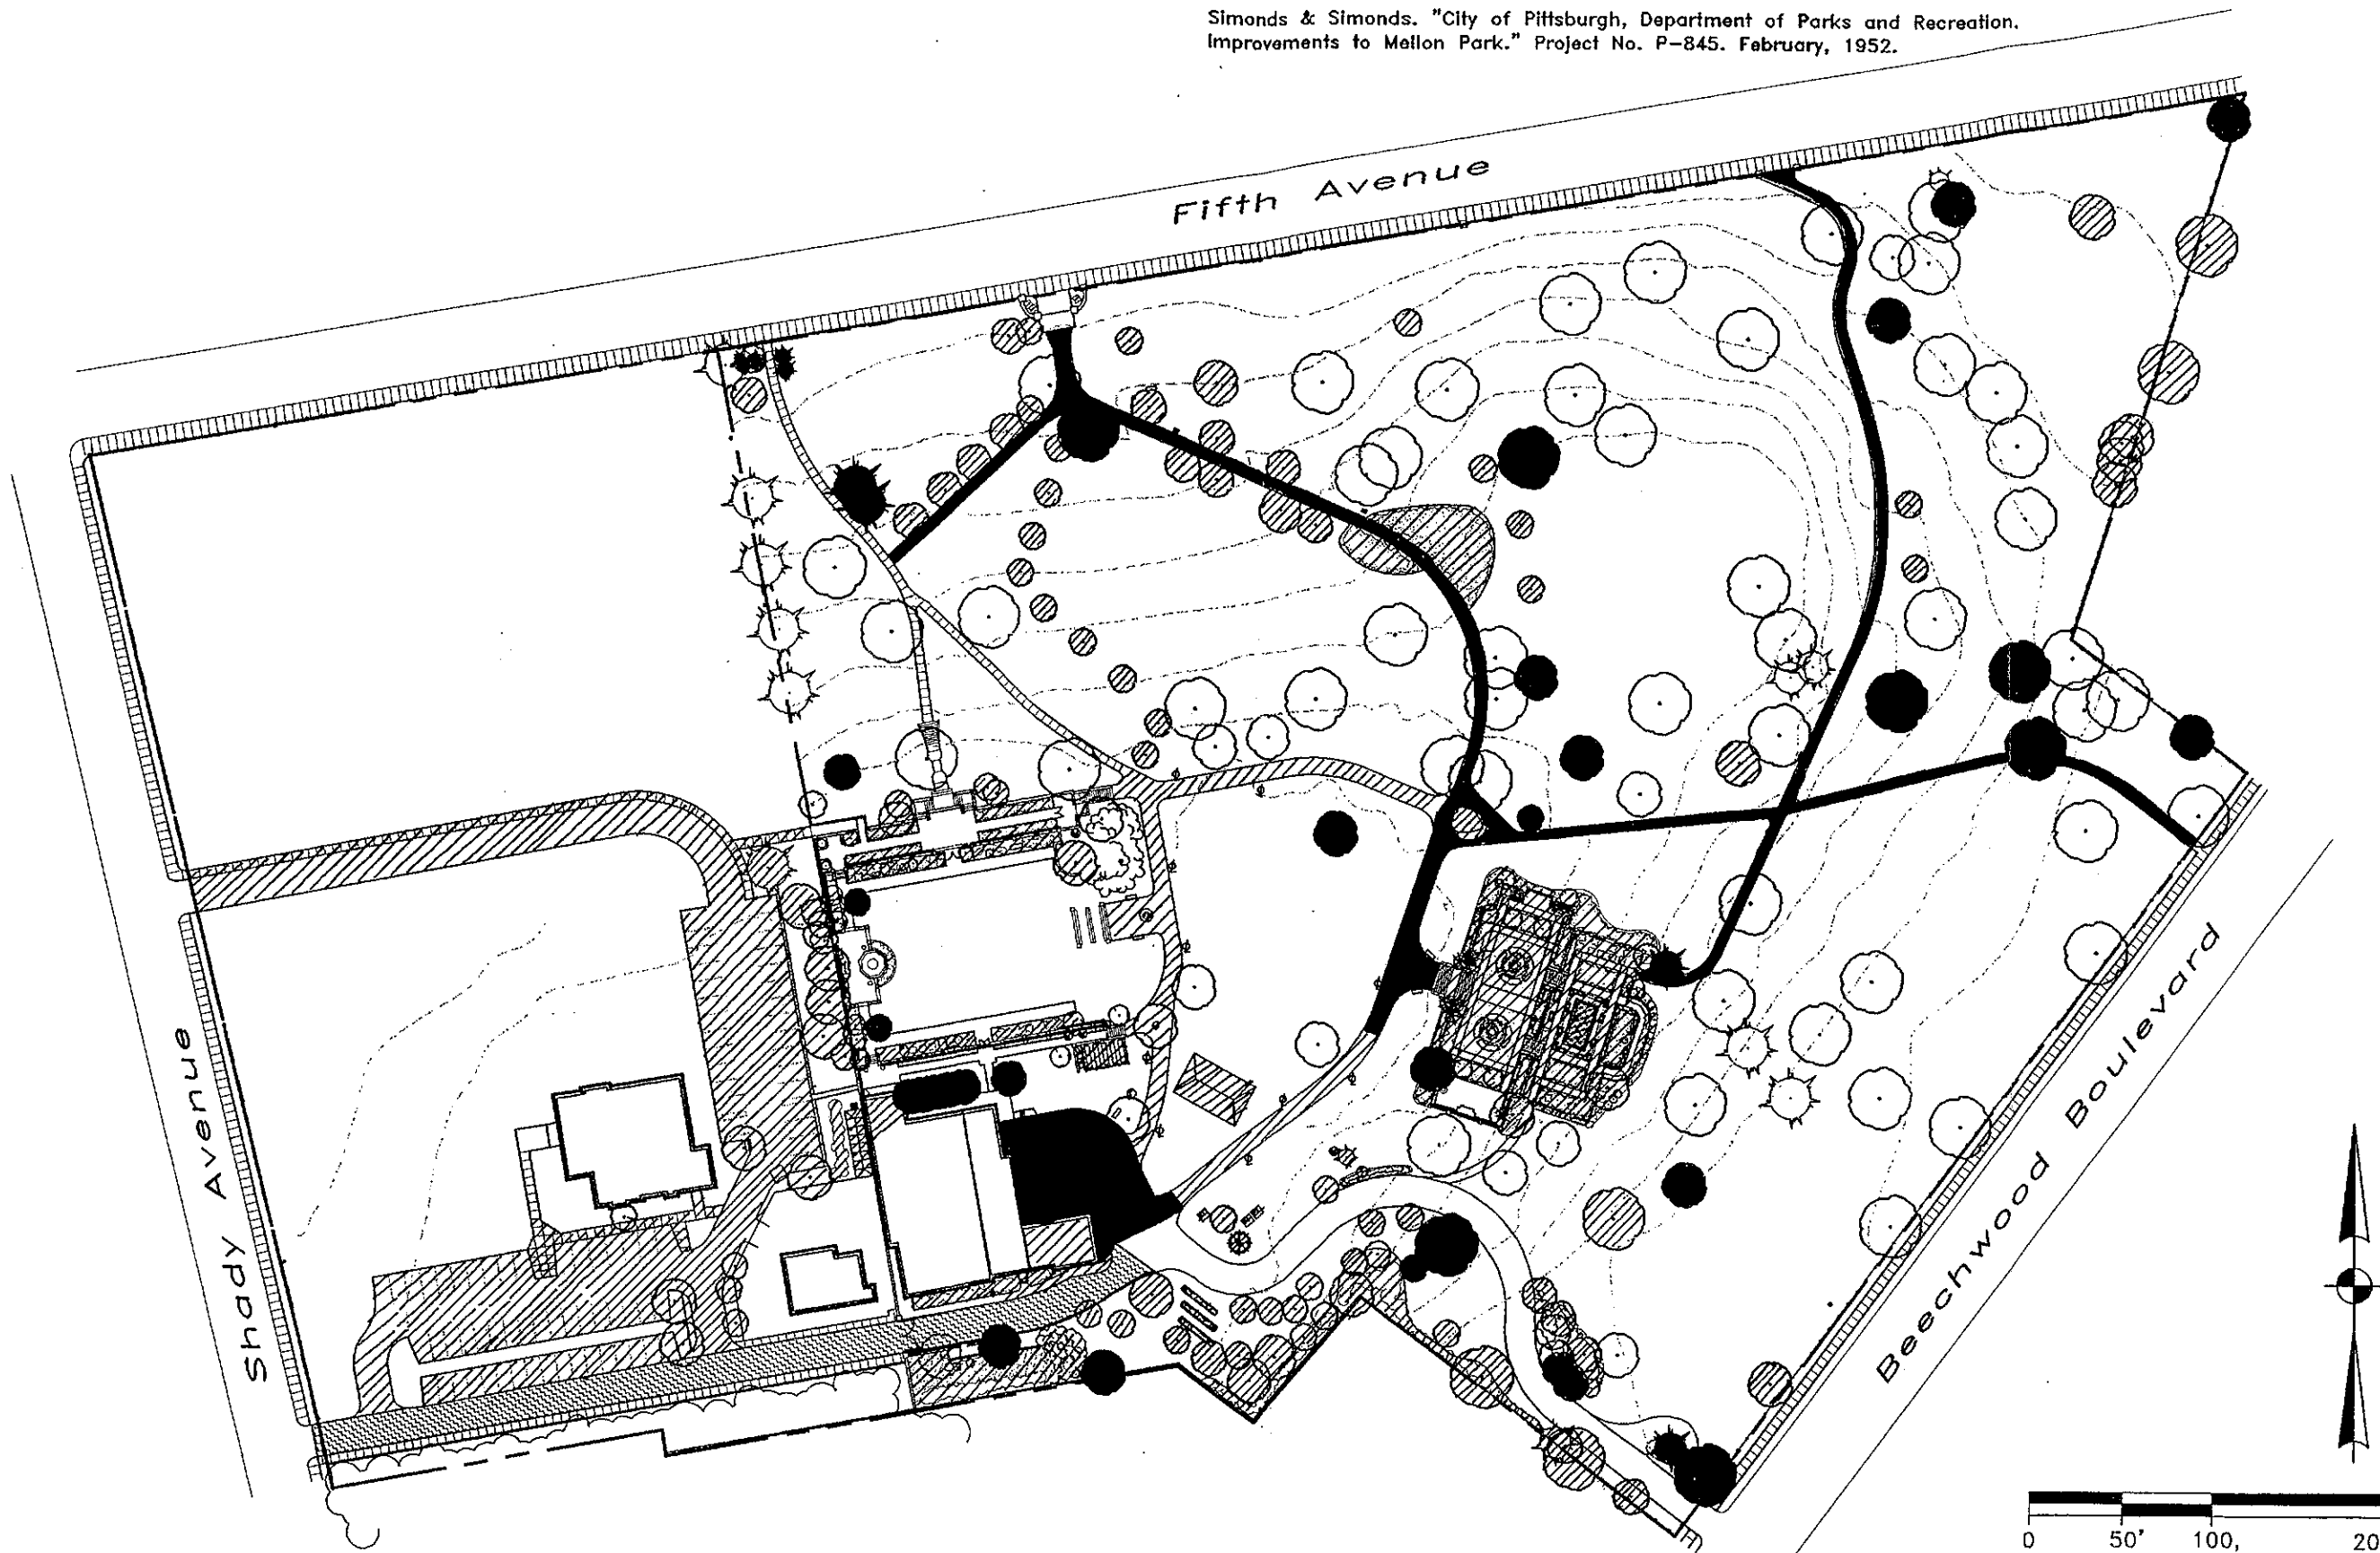 Simonds & Simonds. "City of Pittsburgh, Department of Parks and Recreation.
Improvements to Mellon Park." Project No. P-845. February, 1952.
Fifth Avenue
Shady Avenue
Beechwood Boulevard
0 50' 100, 20